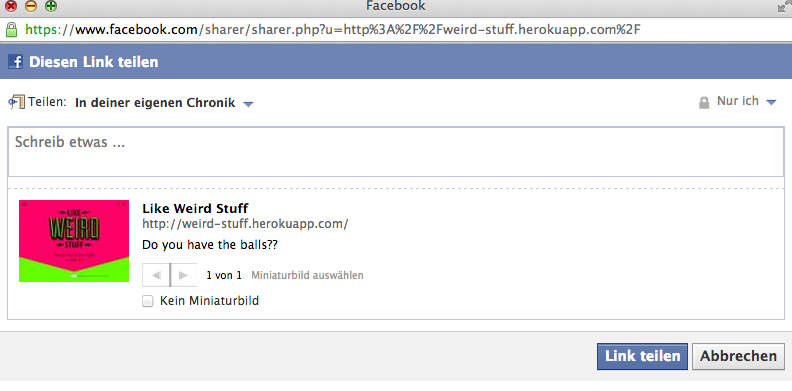 Facebook
https://www.facebook.com/sharer/sharer.php?u=http%3A%2F%2Fweird-stuff.herokuapp.com%2F
Diesen Link teilen
Teilen: In deiner eigenen Chronik
Nur ich
Schreib etwas ...
LIKE
WEIRD
STUFF
Like Weird Stuff
http://weird-stuff.herokuapp.com/
Do you have the balls??
1 von 1 Miniaturbild auswählen
Kein Miniaturbild
Link teilen Abbrechen